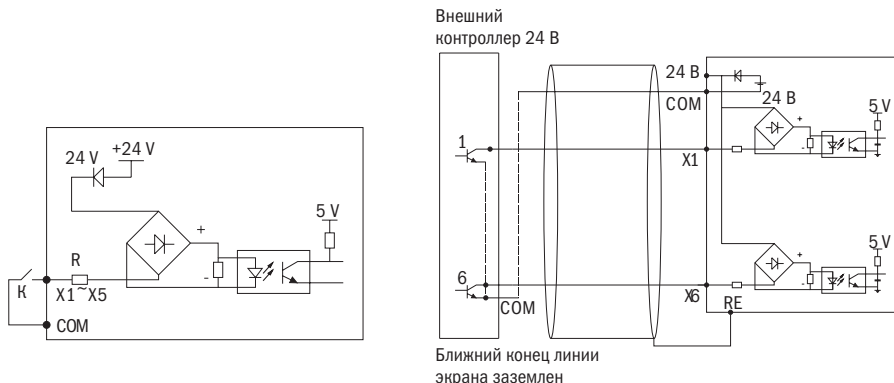 24 V
+24 V
+
5 V
R
-
K
X1~X5
COM
Внешний
контроллер 24 В
24 В
COM
24 В
5 V
+
1
-
X1
5 V
+
6
-
COM
X6
RE
Ближний конец линии
экрана заземлен